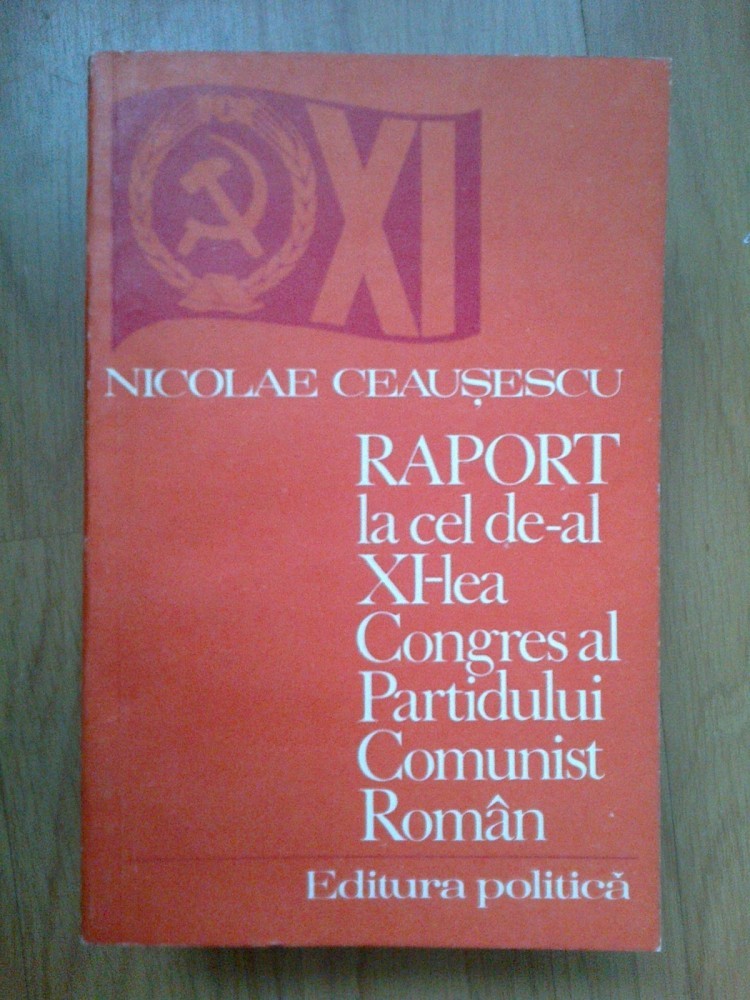 XI
NICOLAE CEAUȘESCU
RAPORT
la cel de-al
XI-lea
Congres al
Partidului
Comunist
Român
Editura politică